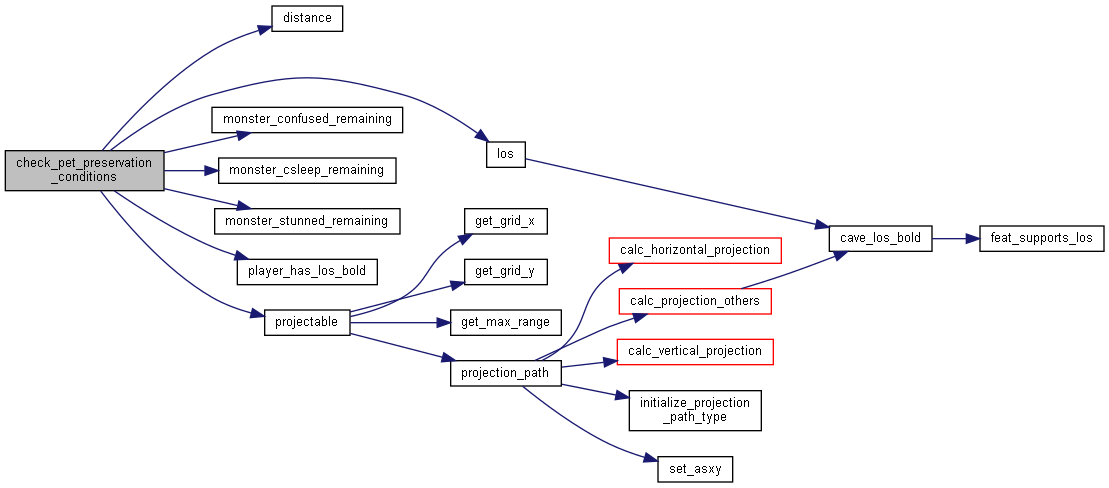 distance
monster_confused_remaining
los
check_pet_preservation
_conditions
monster_csleep_remaining
monster_stunned_remaining
get_grid_x
calc_horizontal_projection
cave_los_bold
feat_supports_los
player_has_los_bold
get_grid_y
calc_projection_others
projectable
get_max_range
calc_vertical_projection
projection_path
initialize_projection
_path_type
set_asxy